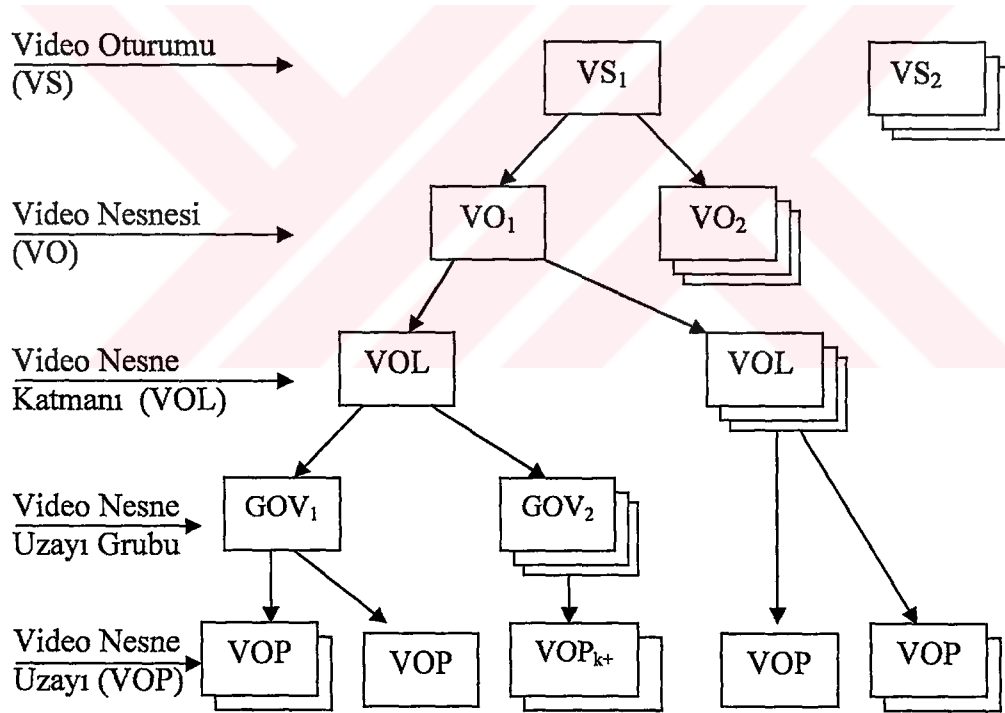 Video Oturumu
(VS)
VS₁
VS₂
Video Nesnesi
(VO)
VO₁
VO₂
Video Nesne
Katmanı (VOL)
VOL
VOL
Video Nesne
Uzayı Grubu
GOV₁
GOV₂
Video Nesne
Uzayı (VOP)
VOP
VOP
VOPₖ₊
VOP
VOP